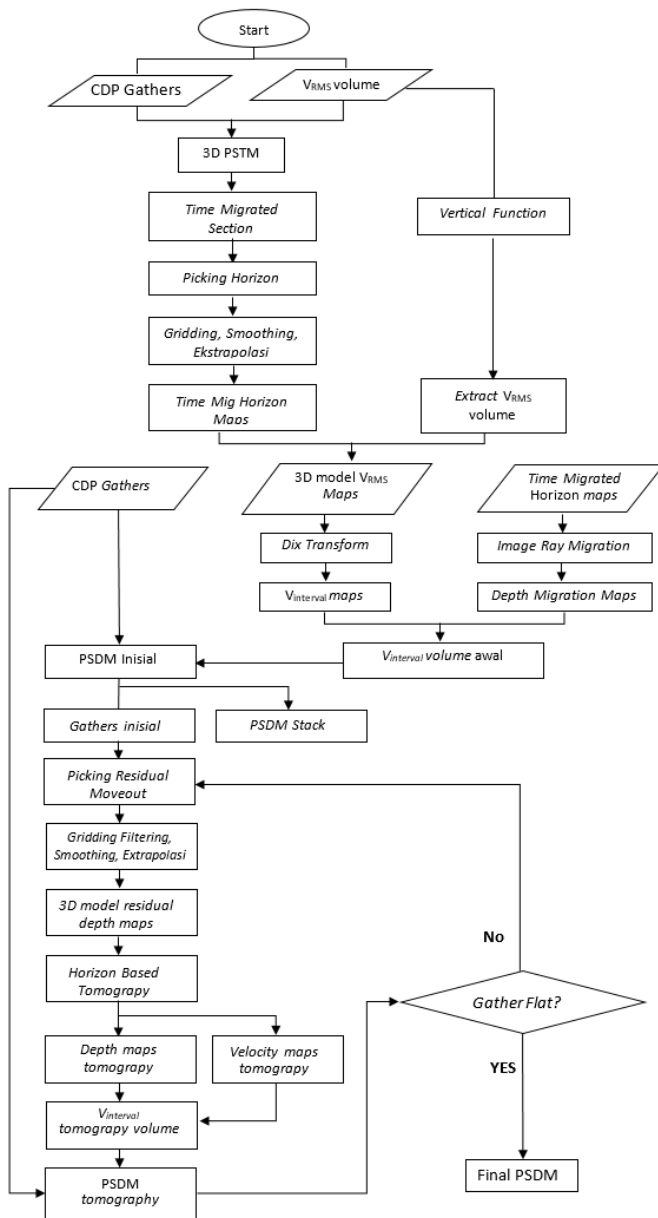 Start
CDP Gathers
VRMS volume
3D PSTM
Time Migrated
Section
Vertical Function
Picking Horizon
Gridding, Smoothing,
Ekstrapolasi
Time Mig Horizon
Maps
Extract VRMS
volume
CDP Gathers
3D model VRMS
Maps
Time Migrated
Horizon maps
Dix Transform
Image Ray Migration
Vinterval maps
Depth Migration Maps
PSDM Inisial
Vinterval volume awal
Gathers inisial
PSDM Stack
Picking Residual
Moveout
Gridding Filtering,
Smoothing, Extrapolasi
3D model residual
depth maps
No
Horizon Based
Tomograpy
Gather Flat?
Depth maps
tomograpy
Velocity maps
tomograpy
YES
Vinterval
tomograpy volume
PSDM
tomography
Final PSDM